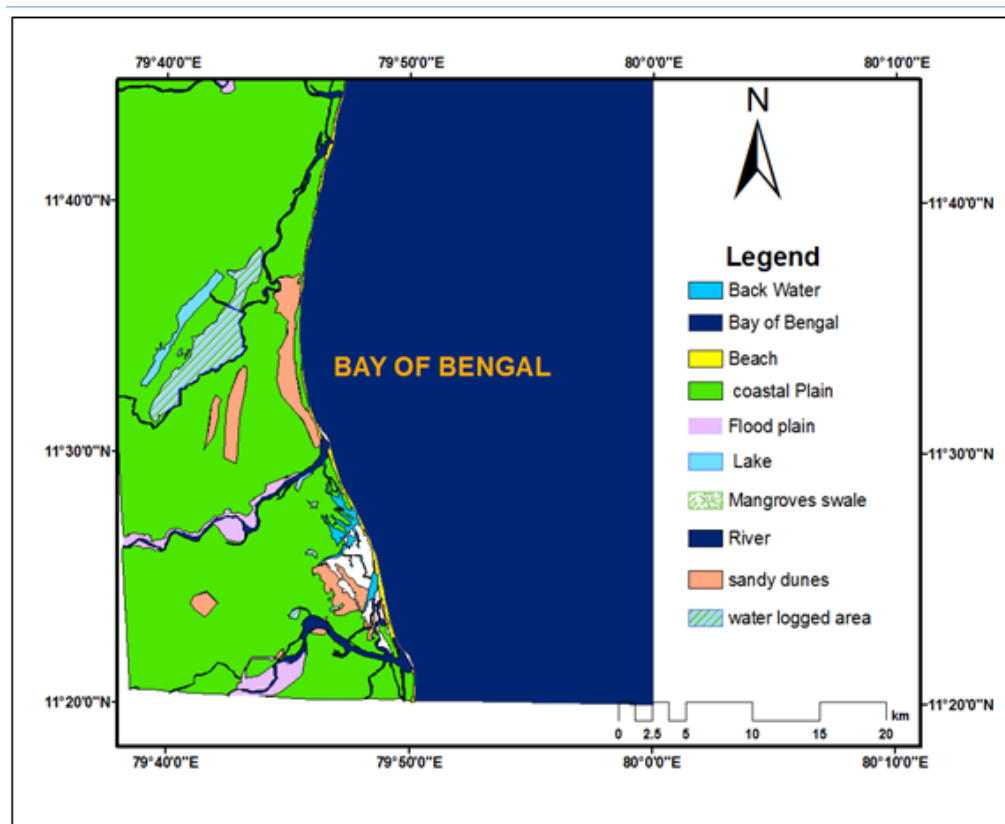 79°40'0"E 79°50'0"E 80°0'0"E 80°10'0"E
N
11°40'0"N 11°40'0"N
Legend
Back Water
Bay of Bengal
BAY OF BENGAL
Beach
coastal Plain
Flood plain
11°30'0"N 11°30'0"N
Lake
Mangroves swale
River
sandy dunes
water logged area
11°20'0"N 11°20'0"N
km
0 2.5 5 10 15 20
79°40'0"E 79°50'0"E 80°0'0"E 80°10'0"E